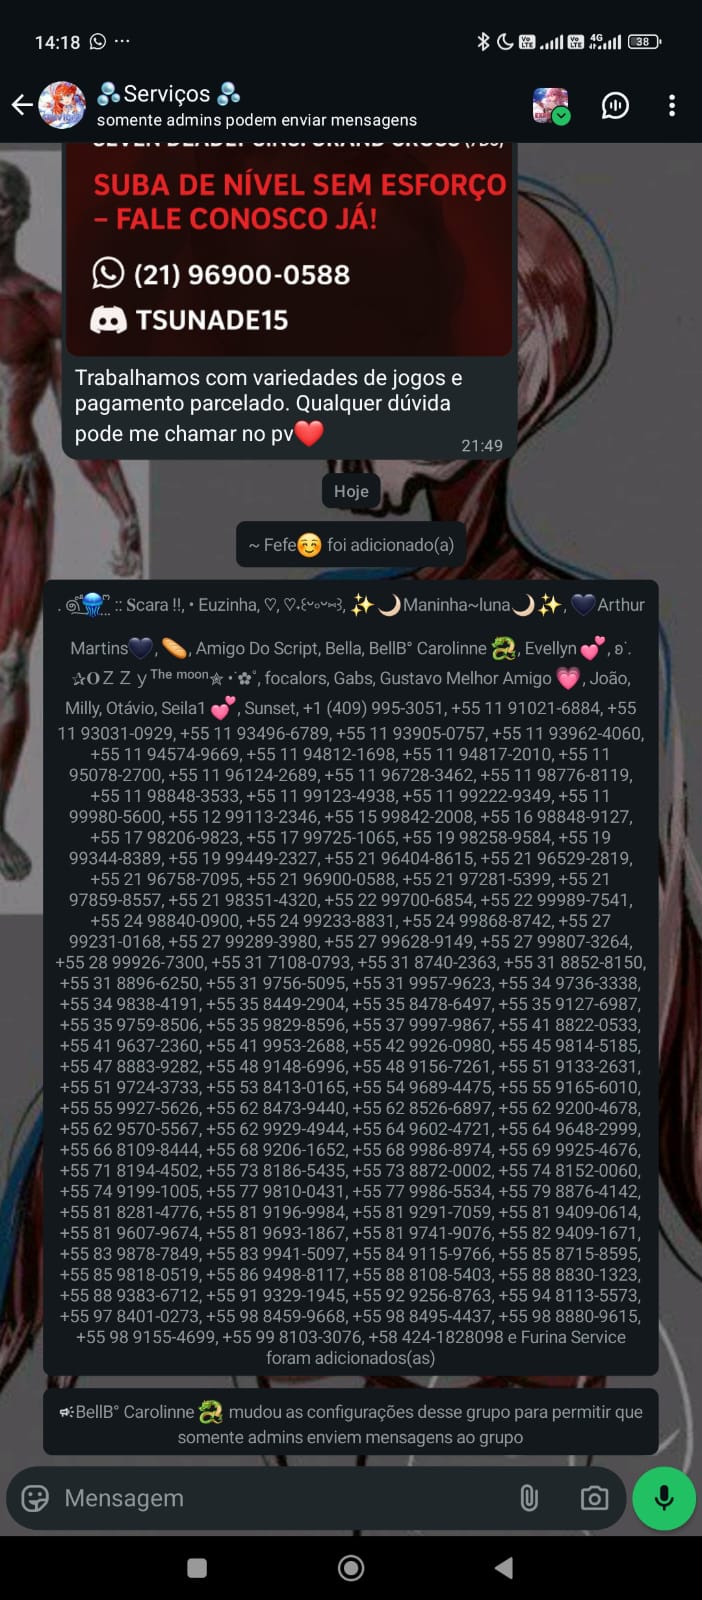 14:18 ...
Vo LTE Vo LTE 4G 38
Serviços
somente admins podem enviar mensagens
SUBA DE NÍVEL SEM ESFORÇO
– FALE CONOSCO JÁ!
(21) 96900-0588
TSUNADE15
Trabalhamos com variedades de jogos e
pagamento parcelado. Qualquer dúvida
pode me chamar no pv❤️
21:49
Hoje
~ Fefe☺️ foi adicionado(a)
:: 𝐒cara !!, • Euzinha, ♡, ✨🌙Maninha~luna🌙✨, 🖤Arthur
Martins🖤, 🥖, Amigo Do Script, Bella, BellB° Carolinne 🐉, Evellyn 💕,
✰𝐎ＺＺｙᵀʰᵉ ᵐᵒᵒⁿ, focalors, Gabs, Gustavo Melhor Amigo 💗, João,
Milly, Otávio, Seila1 💕, Sunset, +1 (409) 995-3051, +55 11 91021-6884, +55
11 93031-0929, +55 11 93496-6789, +55 11 93905-0757, +55 11 93962-4060,
+55 11 94574-9669, +55 11 94812-1698, +55 11 94817-2010, +55 11
95078-2700, +55 11 96124-2689, +55 11 96728-3462, +55 11 98776-8119,
+55 11 98848-3533, +55 11 99123-4938, +55 11 99222-9349, +55 11
99980-5600, +55 12 99113-2346, +55 15 99842-2008, +55 16 98848-9127,
+55 17 98206-9823, +55 17 99725-1065, +55 19 98258-9584, +55 19
99344-8389, +55 19 99449-2327, +55 21 96404-8615, +55 21 96529-2819,
+55 21 96758-7095, +55 21 96900-0588, +55 21 97281-5399, +55 21
97859-8557, +55 21 98351-4320, +55 22 99700-6854, +55 22 99989-7541,
+55 24 98840-0900, +55 24 99233-8831, +55 24 99868-8742, +55 27
99231-0168, +55 27 99289-3980, +55 27 99628-9149, +55 27 99807-3264,
+55 28 99926-7300, +55 31 7108-0793, +55 31 8740-2363, +55 31 8852-8150,
+55 31 8896-6250, +55 31 9756-5095, +55 31 9957-9623, +55 34 9736-3338,
+55 34 9838-4191, +55 35 8449-2904, +55 35 8478-6497, +55 35 9127-6987,
+55 35 9759-8506, +55 35 9829-8596, +55 37 9997-9867, +55 41 8822-0533,
+55 41 9637-2360, +55 41 9953-2688, +55 42 9926-0980, +55 45 9814-5185,
+55 47 8883-9282, +55 48 9148-6996, +55 48 9156-7261, +55 51 9133-2631,
+55 51 9724-3733, +55 53 8413-0165, +55 54 9689-4475, +55 55 9165-6010,
+55 55 9927-5626, +55 62 8473-9440, +55 62 8526-6897, +55 62 9200-4678,
+55 62 9570-5567, +55 62 9929-4944, +55 64 9602-4721, +55 64 9648-2999,
+55 66 8109-8444, +55 68 9206-1652, +55 68 9986-8974, +55 69 9925-4676,
+55 71 8194-4502, +55 73 8186-5435, +55 73 8872-0002, +55 74 8152-0060,
+55 74 9199-1005, +55 77 9810-0431, +55 77 9986-5534, +55 79 8876-4142,
+55 81 8281-4776, +55 81 9196-9984, +55 81 9291-7059, +55 81 9409-0614,
+55 81 9607-9674, +55 81 9693-1867, +55 81 9741-9076, +55 82 9409-1671,
+55 83 9878-7849, +55 83 9941-5097, +55 84 9115-9766, +55 85 8715-8595,
+55 85 9818-0519, +55 86 9498-8117, +55 88 8108-5403, +55 88 8830-1323,
+55 88 9383-6712, +55 91 9329-1945, +55 92 9256-8763, +55 94 8113-5573,
+55 97 8401-0273, +55 98 8459-9668, +55 98 8495-4437, +55 98 8880-9615,
+55 98 9155-4699, +55 99 8103-3076, +58 424-1828098 e Furina Service
foram adicionados(as)
BellB° Carolinne 🐉 mudou as configurações desse grupo para permitir que
somente admins enviem mensagens ao grupo
Mensagem